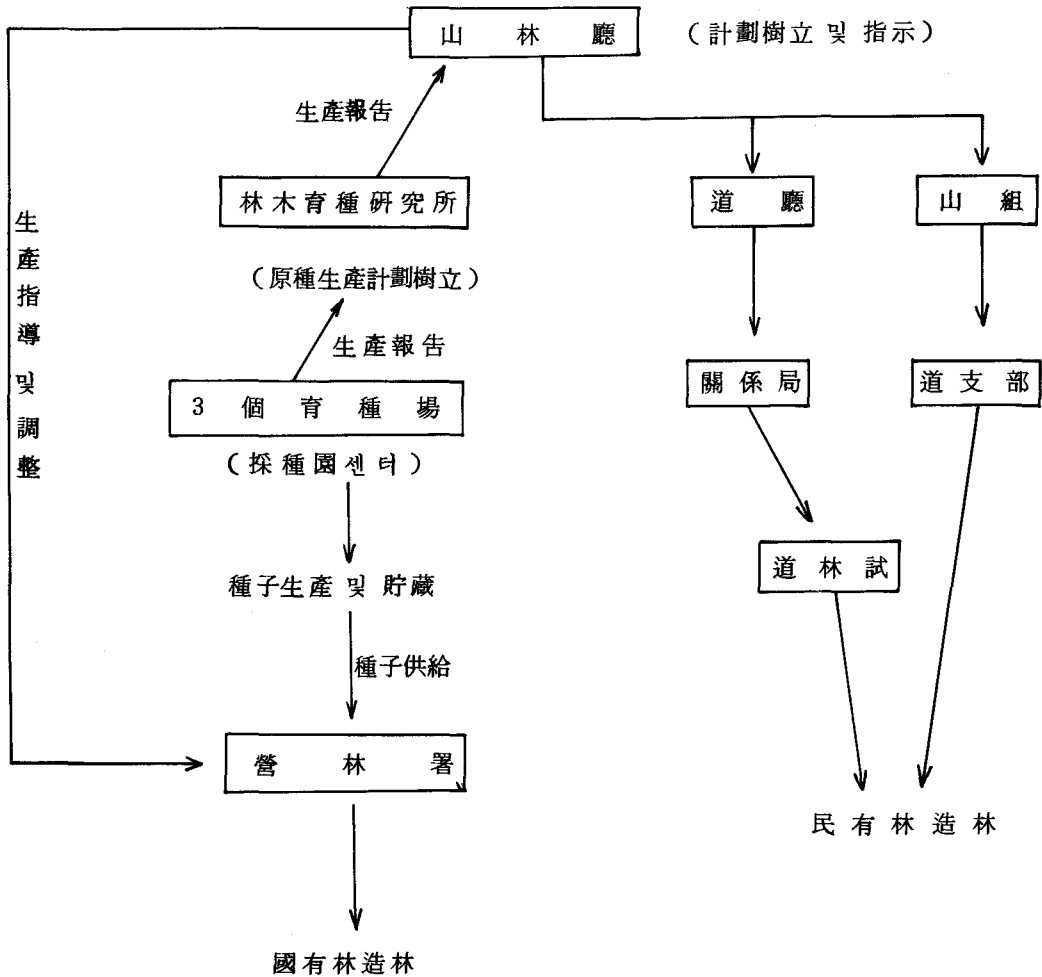 山林廳 (計劃樹立 및 指示)
生產報告
林木育種硏究所
道廳
山組
(原種生產計劃樹立)
生產報告
生產指導 및 調整
3個育種場
(採種園센터)
關係局
道支部
道林試
種子生產 및 貯藏
種子供給
營林署
民有林造林
國有林造林